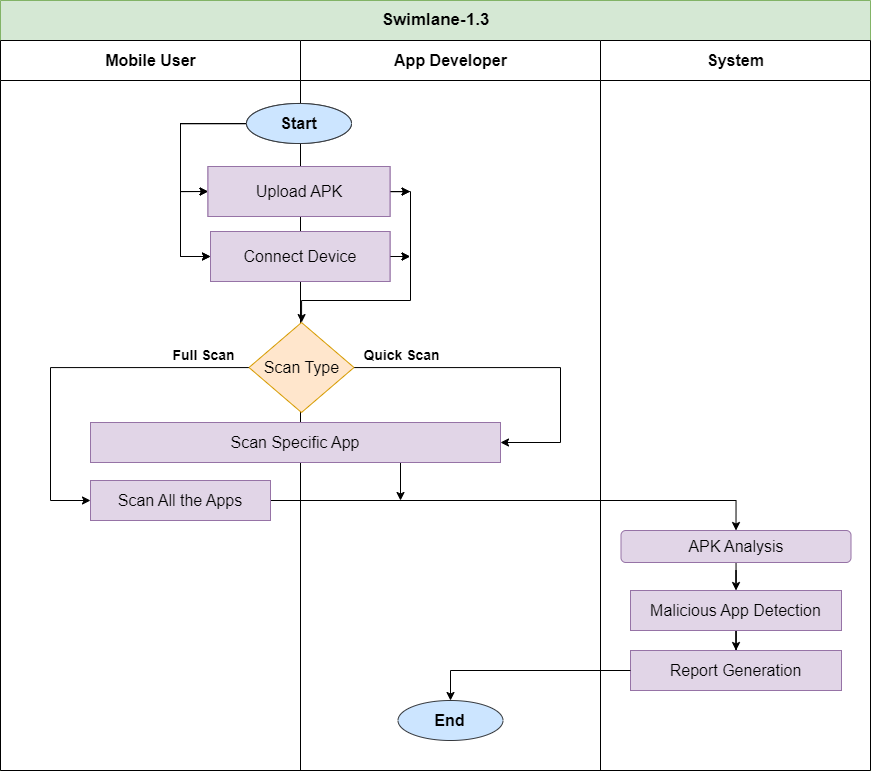 Swimlane-1.3
Mobile User
App Developer
System
Start
Upload APK
Connect Device
Full Scan
Quick Scan
Scan Type
Scan Specific App
Scan All the Apps
APK Analysis
Malicious App Detection
Report Generation
End